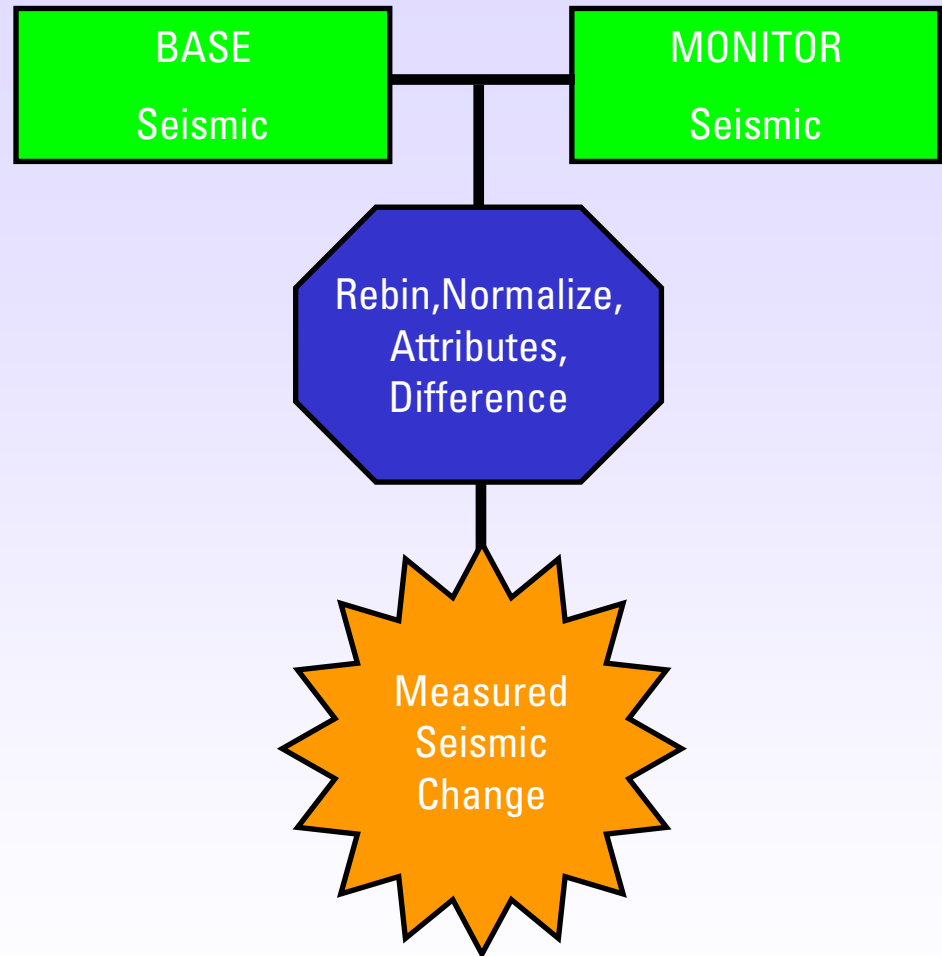 BASE
Seismic
MONITOR
Seismic
Rebin,Normalize,
Attributes,
Difference
Measured
Seismic
Change